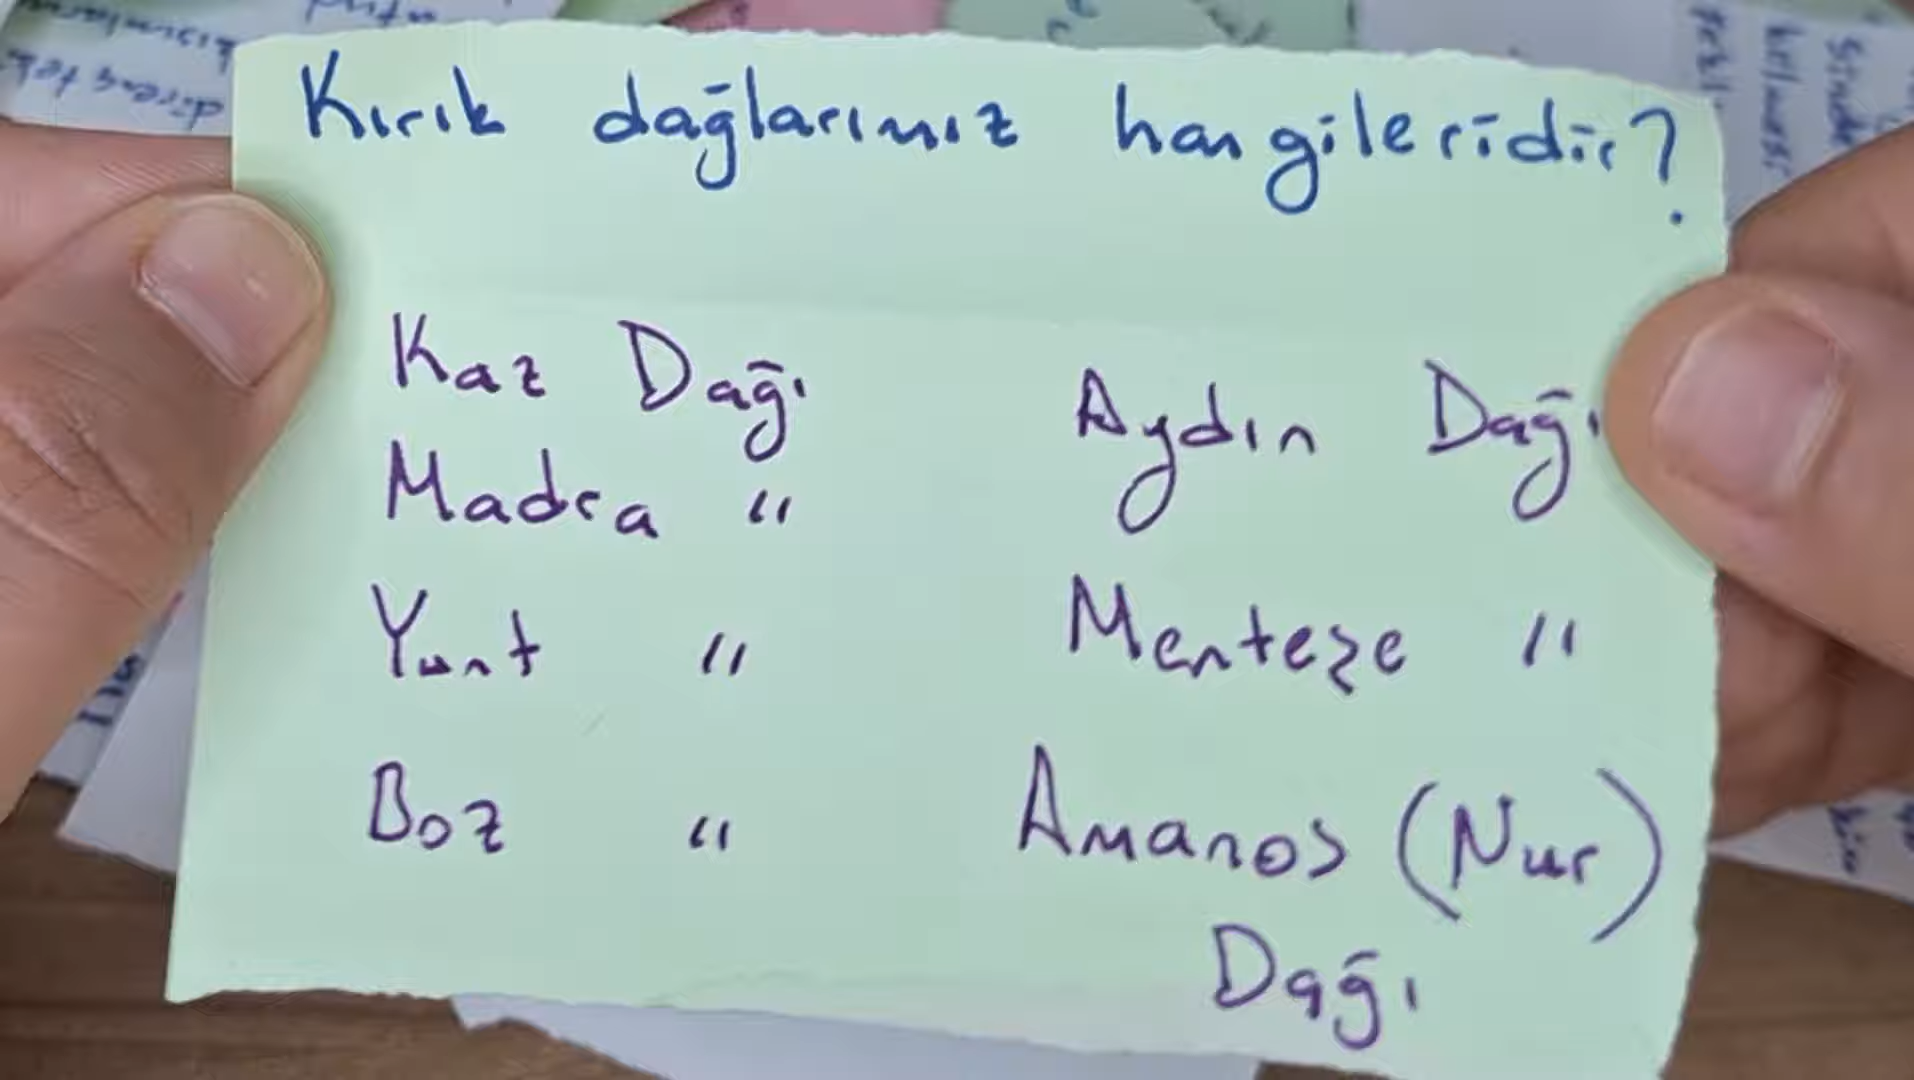 Kırık dağlarımız hangileridir?
Kaz Dağı
Madra "
Yunt "
Boz "
Aydın Dağı
Menteşe "
Amanos (Nur)
Dağı